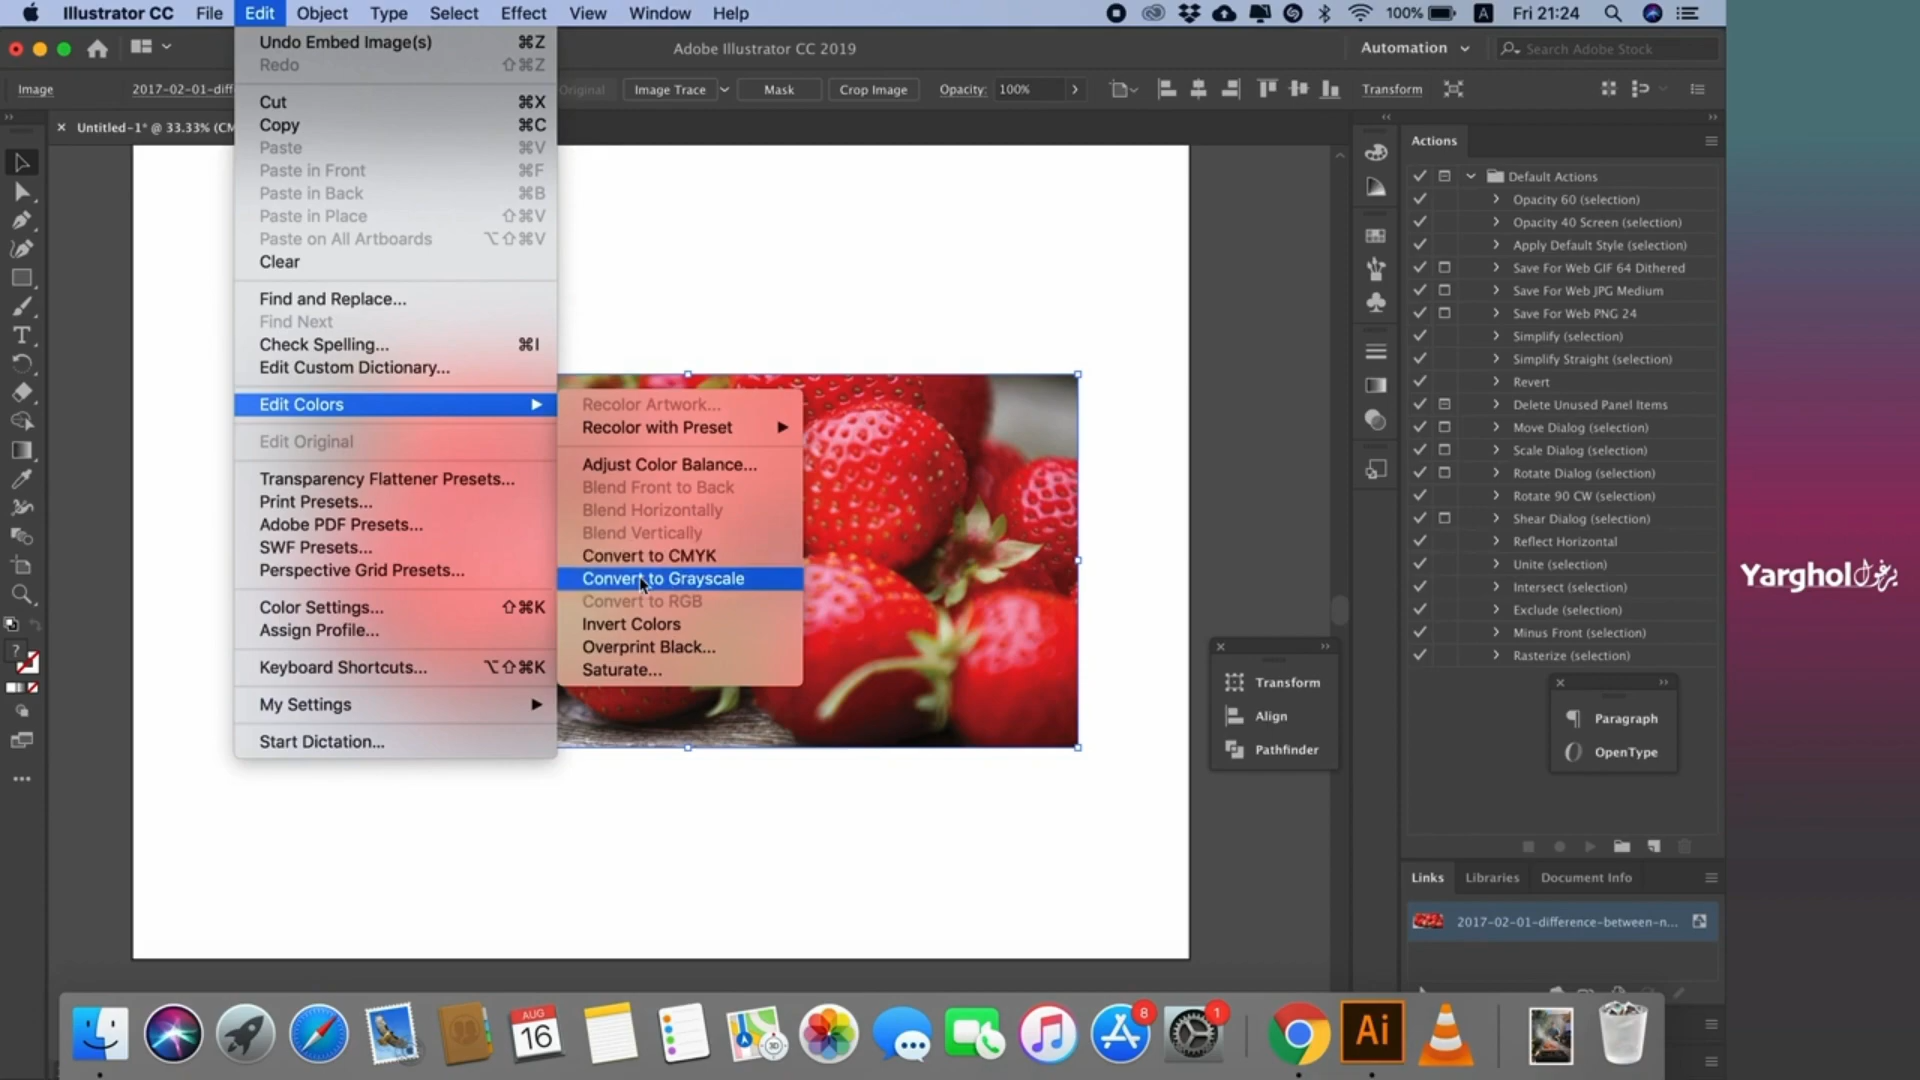 Illustrator CC File Edit Object Type Select Effect View Window Help
100% A Fri 21:24
Adobe Illustrator CC 2019
Automation
Search Adobe Stock
Image
2017-02-01-diff
Original
Image Trace
Mask
Crop Image
Opacity: 100%
Transform
Untitled-1* @ 33.33% (CM
Undo Embed Image(s) ⌘Z
Redo ⇧⌘Z
Cut ⌘X
Copy ⌘C
Paste ⌘V
Paste in Front ⌘F
Paste in Back ⌘B
Paste in Place ⇧⌘V
Paste on All Artboards ⌥⇧⌘V
Clear
Find and Replace...
Find Next
Check Spelling... ⌘I
Edit Custom Dictionary...
Edit Colors
Edit Original
Transparency Flattener Presets...
Print Presets...
Adobe PDF Presets...
SWF Presets...
Perspective Grid Presets...
Color Settings... ⇧⌘K
Assign Profile...
Keyboard Shortcuts... ⌥⇧⌘K
My Settings
Start Dictation...
Recolor Artwork...
Recolor with Preset
Adjust Color Balance...
Blend Front to Back
Blend Horizontally
Blend Vertically
Convert to CMYK
Convert to Grayscale
Convert to RGB
Invert Colors
Overprint Black...
Saturate...
Actions
Default Actions
Opacity 60 (selection)
Opacity 40 Screen (selection)
Apply Default Style (selection)
Save For Web GIF 64 Dithered
Save For Web JPG Medium
Save For Web PNG 24
Simplify (selection)
Simplify Straight (selection)
Revert
Delete Unused Panel Items
Move Dialog (selection)
Scale Dialog (selection)
Rotate Dialog (selection)
Rotate 90 CW (selection)
Shear Dialog (selection)
Reflect Horizontal
Unite (selection)
Intersect (selection)
Exclude (selection)
Minus Front (selection)
Rasterize (selection)
Transform
Align
Pathfinder
Paragraph
OpenType
Links Libraries Document Info
2017-02-01-difference-between-n...
Yarghol يرغول
AUG
16
3D
8
1
Ai